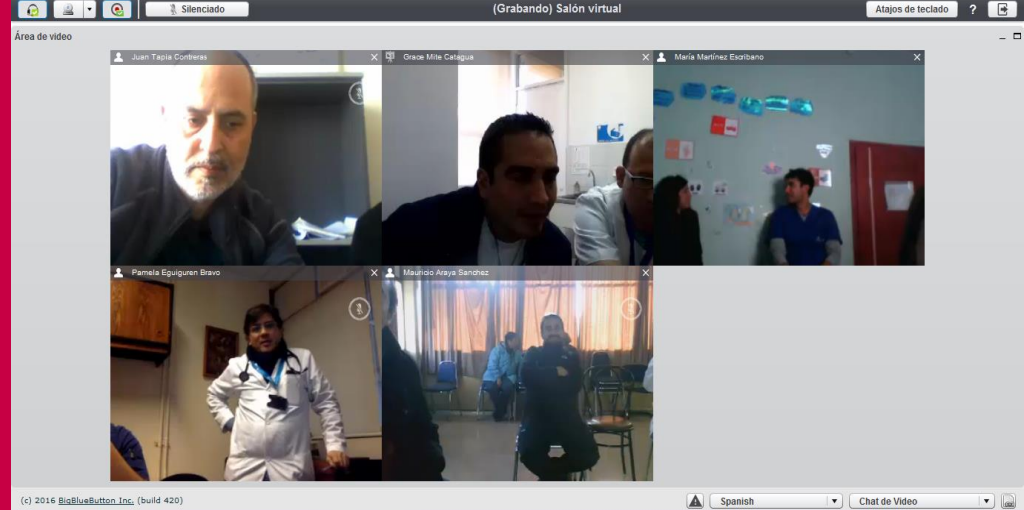 Silenciado
(Grabando) Salón virtual
Atajos de teclado
?
Área de video
Juan Tapia Contreras
Grace Mite Catagua
María Martínez Escribano
Pamela Eguiguren Bravo
Mauricio Araya Sanchez
(c) 2016 BigBlueButton Inc. (build 420)
Spanish
Chat de Video